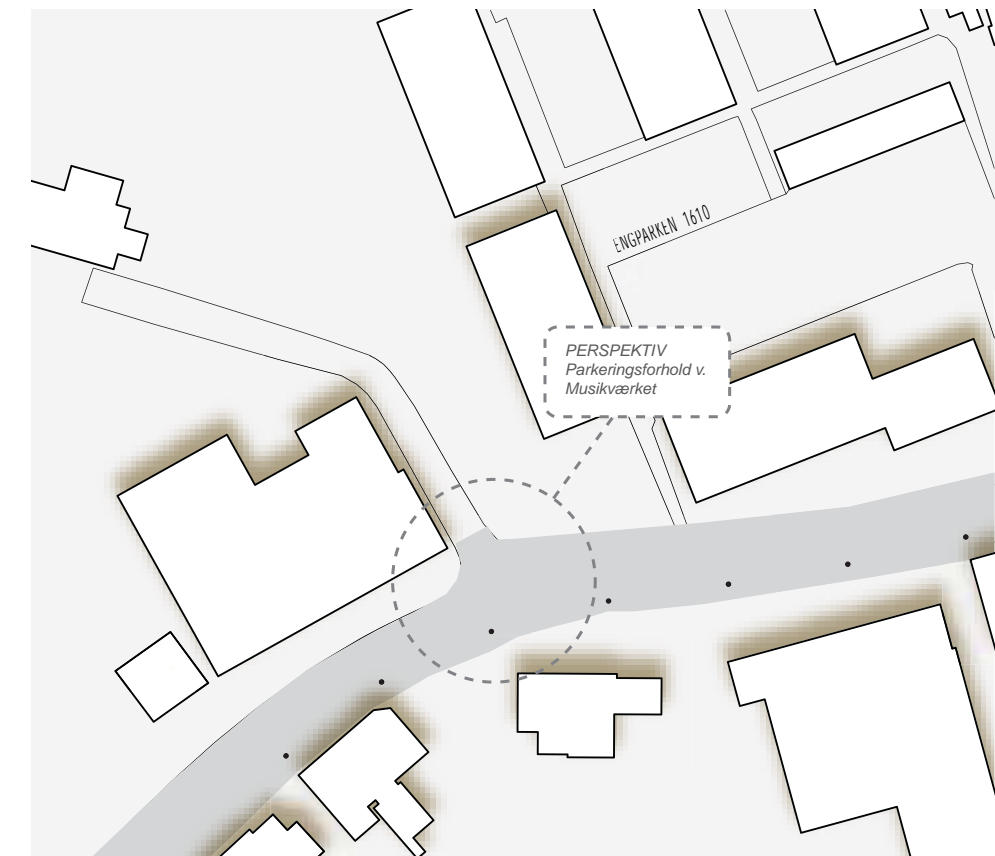 ENGPARKEN 1610
PERSPEKTIV
Parkeringsforhold v.
Musikværket